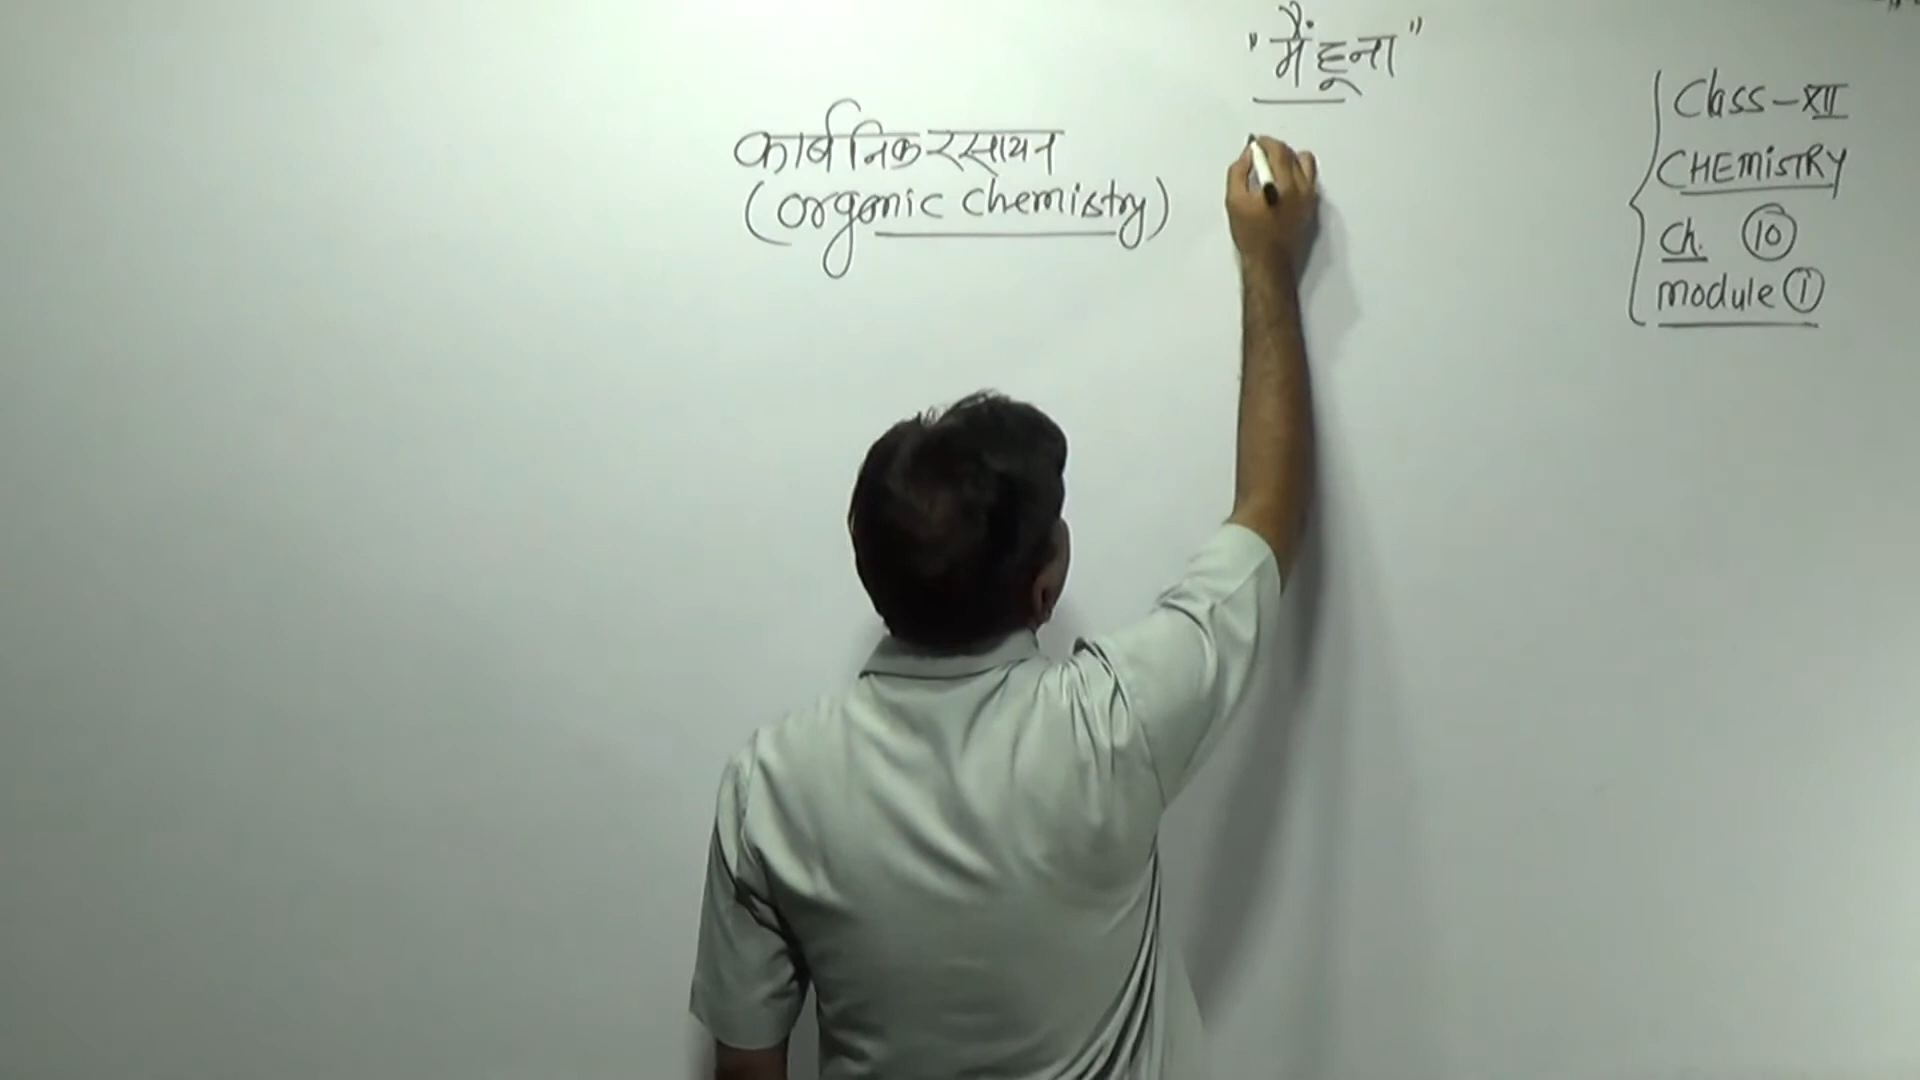 "मैं हूना"
कार्बनिक रसायन
(organic chemistry)
Class-XII
CHEMISTRY
Ch. 10
module 1